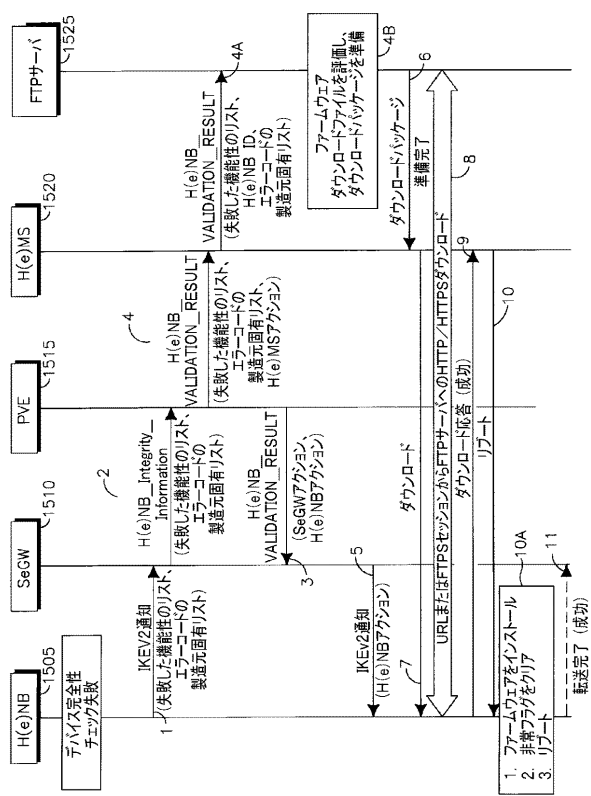 H(e)NB
1505
SeGW
1510
PVE
1515
H(e)MS
1520
FTPサーバ
1525
デバイス完全性
チェック失敗
IKEV2通知
1
(失敗した機能性のリスト、
エラーコードの
製造元固有リスト)
2
H(e)NB__Integrity__
Information
(失敗した機能性のリスト、
エラーコードの
製造元固有リスト)
3
H(e)NB__
VALIDATION__RESULT
(SeGWアクション、
H(e)NBアクション)
4
H(e)NB__
VALIDATION__RESULT
(失敗した機能性のリスト、
エラーコードの
製造元固有リスト、
H(e)MSアクション)
4A
H(e)NB__
VALIDATION__RESULT
(失敗した機能性のリスト、
H(e)NB ID、
エラーコードの
製造元固有リスト)
4B
ファームウェア
ダウンロードファイルを評価し、
ダウンロードパッケージを準備
5
IKEv2通知
(H(e)NBアクション)
6
ダウンロードパッケージ
準備完了
7
ダウンロード
8
URLまたはFTPSセッションからFTPサーバへのHTTP/HTTPSダウンロード
9
ダウンロード応答 (成功)
10
リブート
10A
1. ファームウェアをインストール
2. 非常フラグをクリア
3. リブート
11
転送完了 (成功)